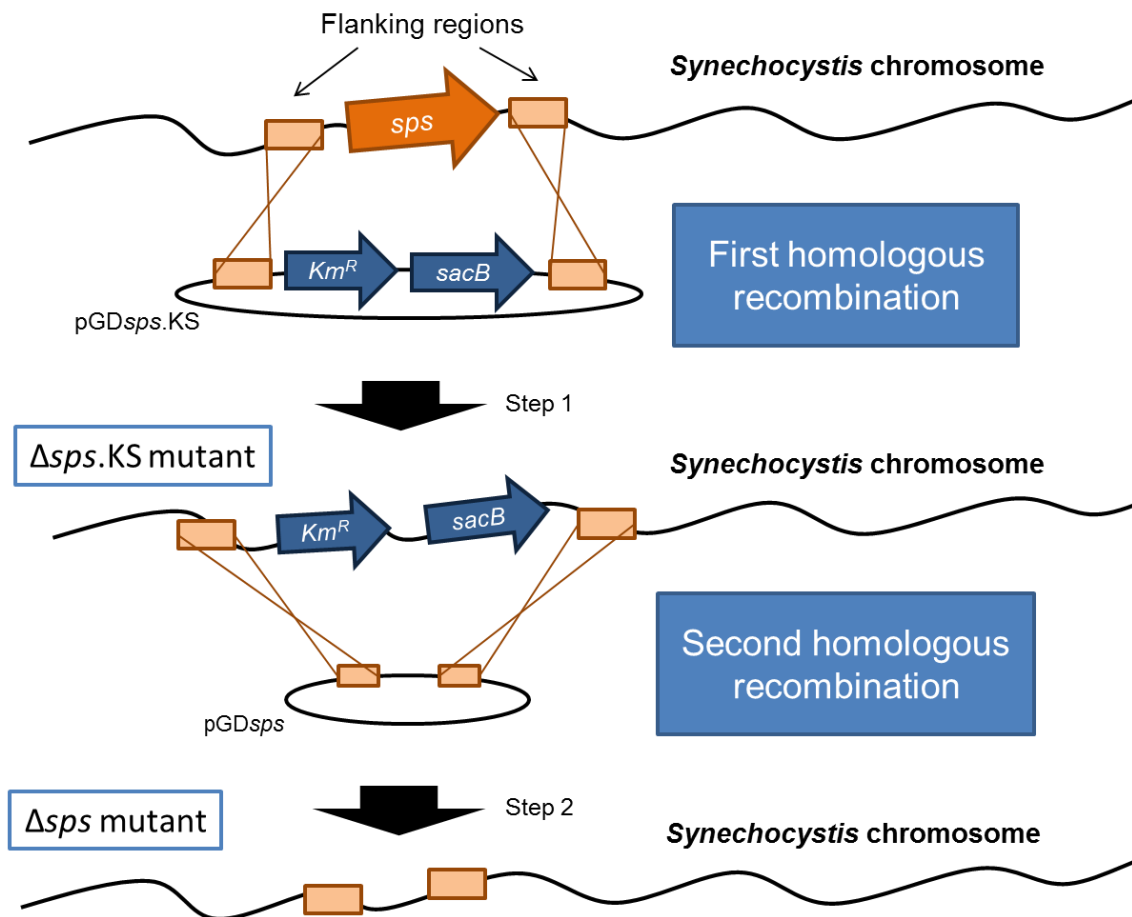 Flanking regions
Synechocystis chromosome
sps
Km^R
sacB
pGDsps.KS
First homologous
recombination
Step 1
Δsps.KS mutant
Synechocystis chromosome
Km^R
sacB
Second homologous
recombination
pGDsps
Step 2
Δsps mutant
Synechocystis chromosome